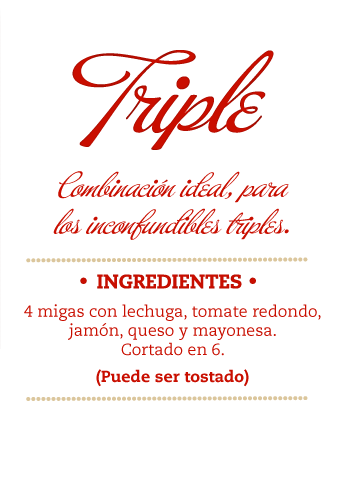 Triple
Combinación ideal, para
los inconfundibles triples.
• INGREDIENTES •
4 migas con lechuga, tomate redondo,
jamón, queso y mayonesa.
Cortado en 6.
(Puede ser tostado)